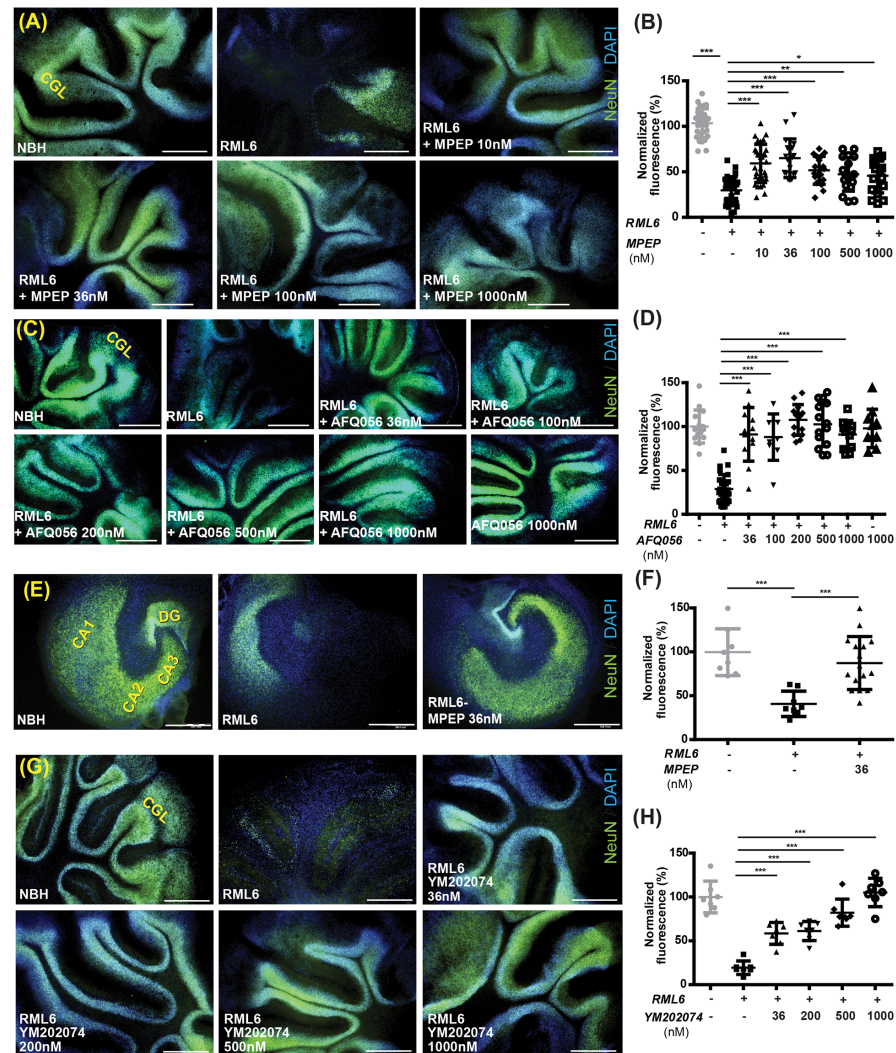 (A)
CGL
NBH
RML6
RML6
+ MPEP 10nM
NeuN / DAPI
RML6
+ MPEP 36nM
RML6
+ MPEP 100nM
RML6
+ MPEP 1000nM
(B)
***
*
**
***
***
***
Normalized
fluorescence (%)
150
100
50
0
RML6
- + + + + + +
MPEP
- - 10 36 100 500 1000
(nM)
(C)
CGL
NBH
RML6
RML6
+ AFQ056 36nM
RML6
+ AFQ056 100nM
NeuN / DAPI
RML6
+ AFQ056 200nM
RML6
+ AFQ056 500nM
RML6
+ AFQ056 1000nM
AFQ056 1000nM
(D)
***
***
***
***
***
Normalized
fluorescence (%)
150
100
50
0
RML6
- + + + + + + -
AFQ056
- - 36 100 200 500 1000 1000
(nM)
(E)
CA1
DG
CA3
CA2
NBH
RML6
RML6-
MPEP 36nM
NeuN / DAPI
(F)
*** ***
Normalized
fluorescence (%)
150
100
50
0
RML6
- + +
MPEP
- - 36
(nM)
(G)
CGL
NBH
RML6
RML6
YM202074
36nM
NeuN / DAPI
RML6
YM202074
200nM
RML6
YM202074
500nM
RML6
YM202074
1000nM
(H)
***
***
***
***
Normalized
fluorescence (%)
150
100
50
0
RML6
- + + + + +
YM202074
- - 36 200 500 1000
(nM)